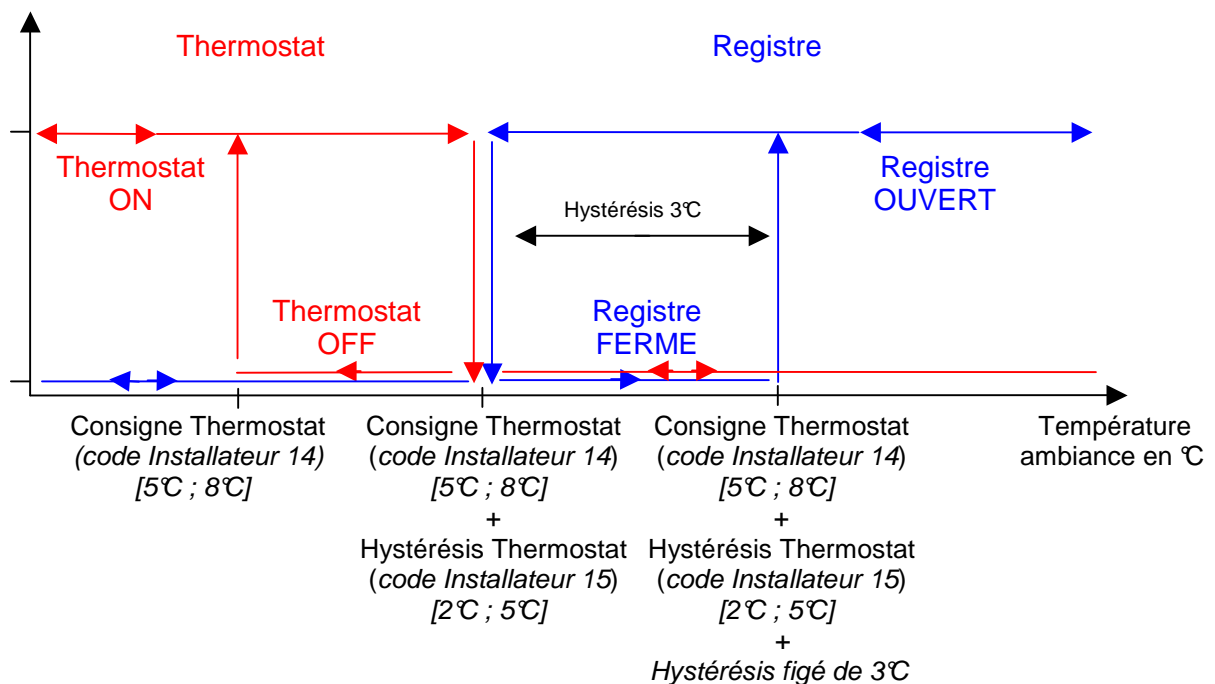 Thermostat
Registre
Thermostat
ON
Registre
OUVERT
Hystérésis 3°C
Thermostat
OFF
Registre
FERME
Consigne Thermostat
(code Installateur 14)
[5°C ; 8°C]
Consigne Thermostat
(code Installateur 14)
[5°C ; 8°C]
+
Hystérésis Thermostat
(code Installateur 15)
[2°C ; 5°C]
Consigne Thermostat
(code Installateur 14)
[5°C ; 8°C]
+
Hystérésis Thermostat
(code Installateur 15)
[2°C ; 5°C]
+
Hystérésis figé de 3°C
Température
ambiance en °C